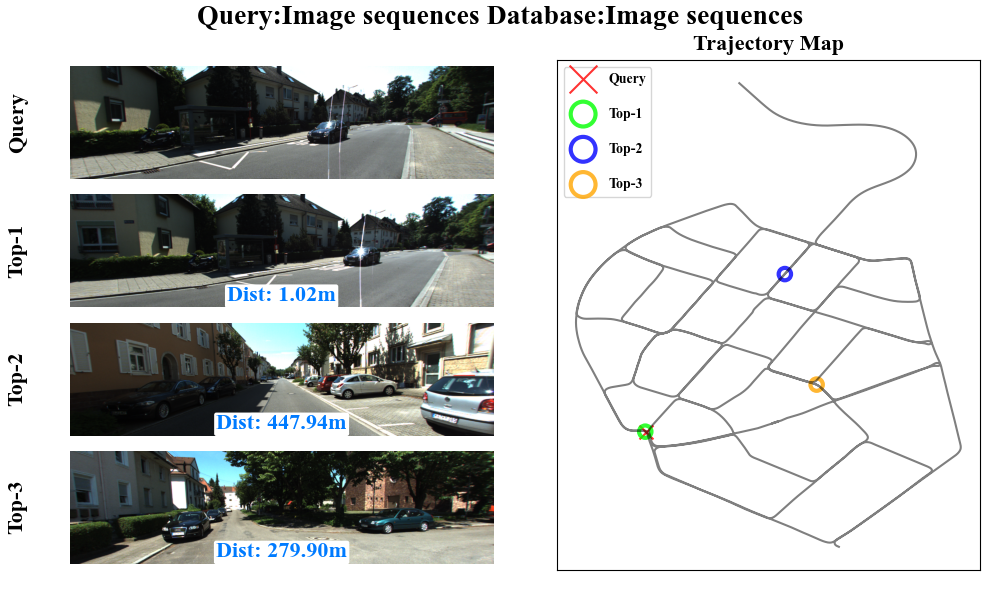 Query:Image sequences Database:Image sequences
Trajectory Map
Query
Top-1
Dist: 1.02m
Top-2
Dist: 447.94m
Top-3
Dist: 279.90m
Query
Top-1
Top-2
Top-3